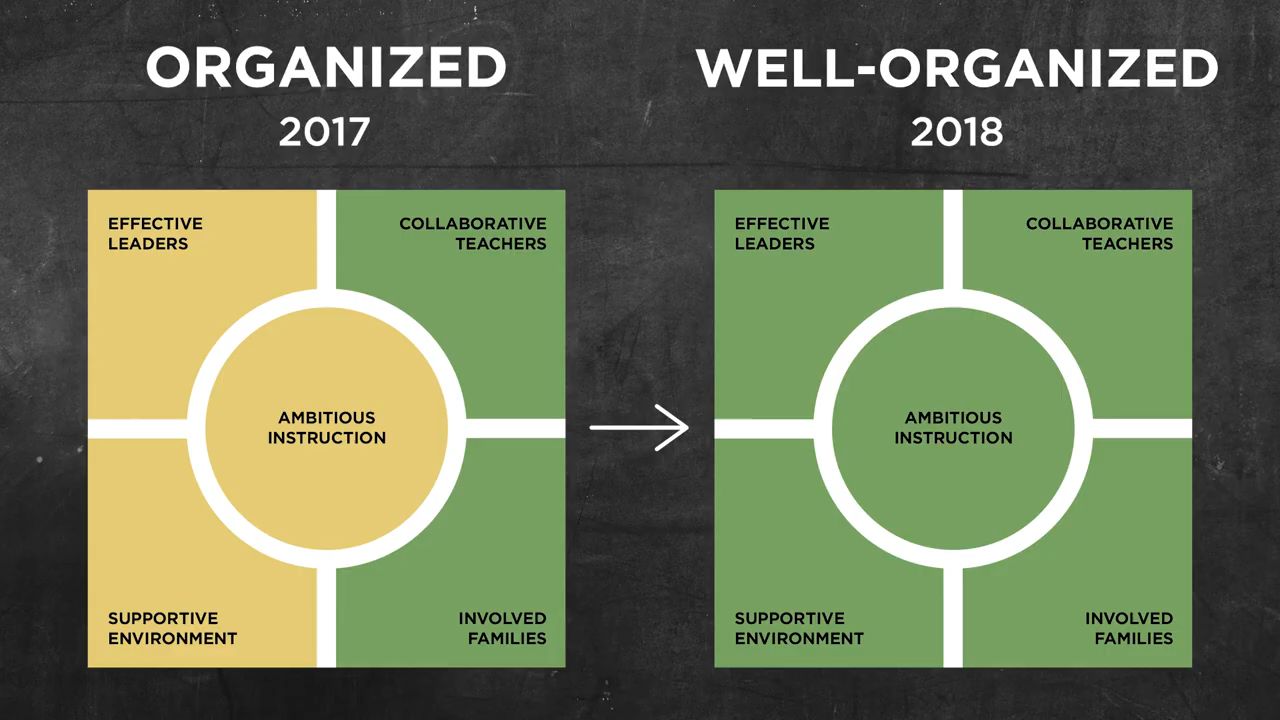 ORGANIZED
2017
EFFECTIVE
LEADERS
COLLABORATIVE
TEACHERS
AMBITIOUS
INSTRUCTION
SUPPORTIVE
ENVIRONMENT
INVOLVED
FAMILIES
WELL-ORGANIZED
2018
EFFECTIVE
LEADERS
COLLABORATIVE
TEACHERS
AMBITIOUS
INSTRUCTION
SUPPORTIVE
ENVIRONMENT
INVOLVED
FAMILIES